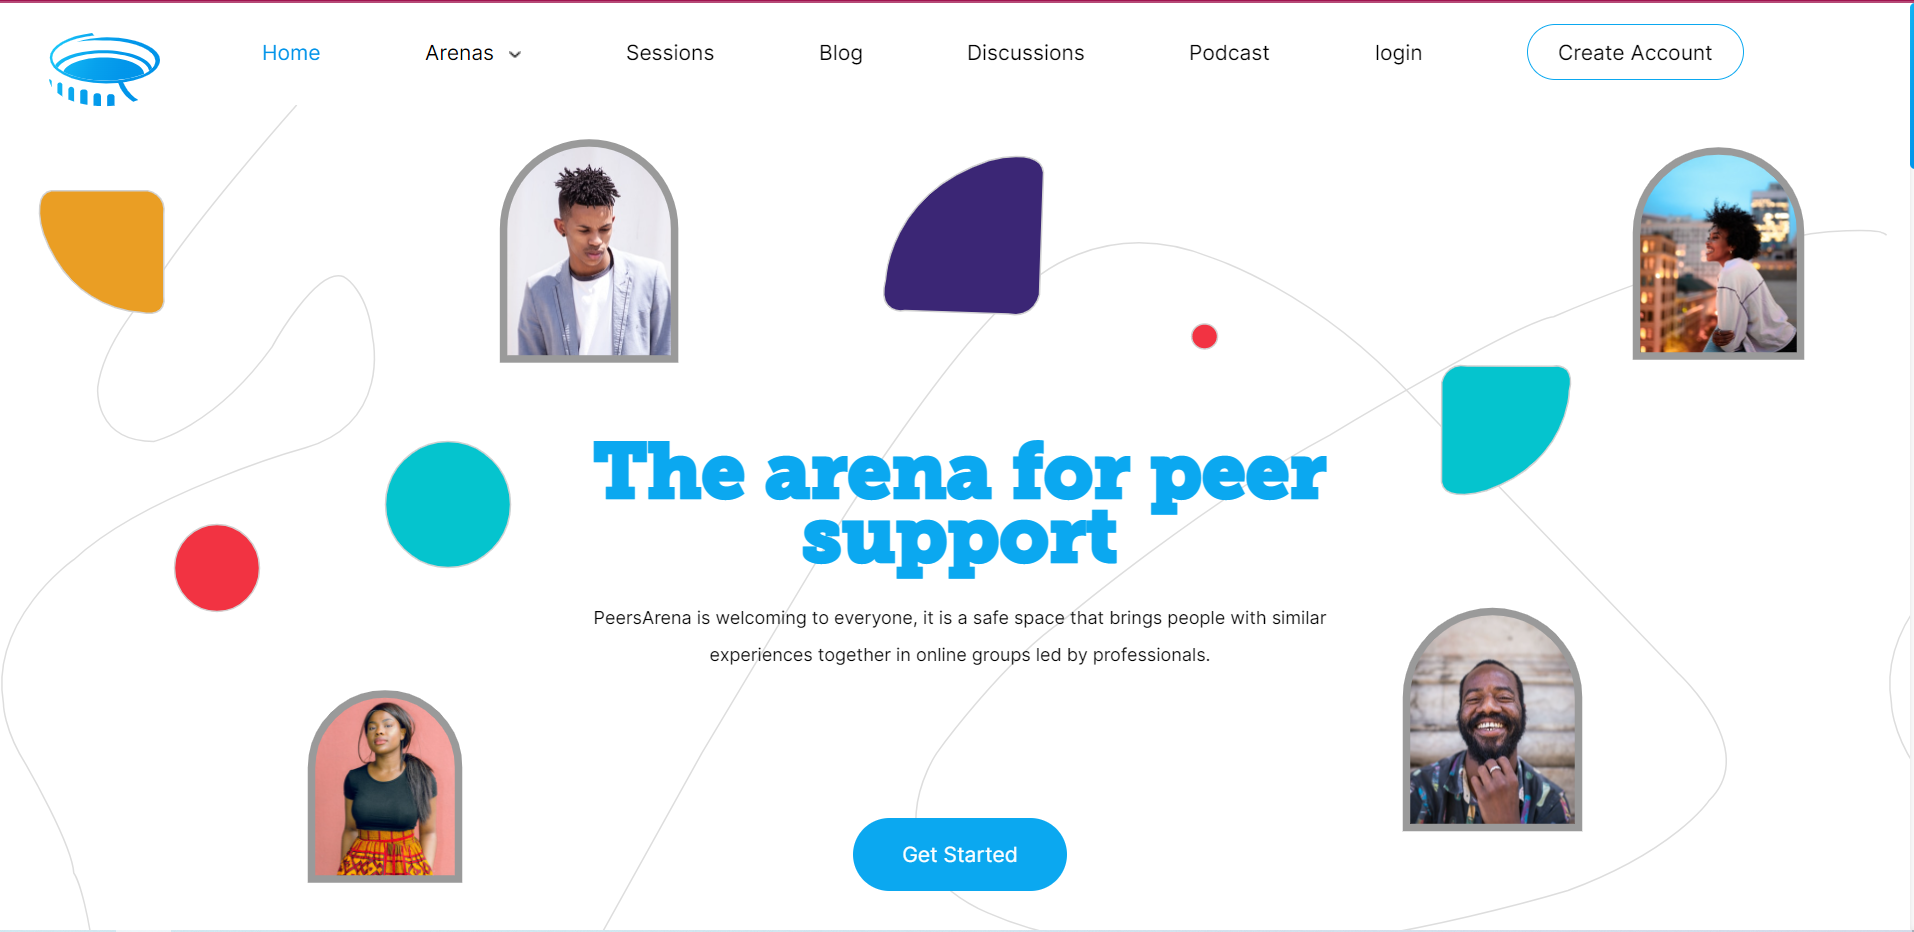 Home
Arenas
Sessions
Blog
Discussions
Podcast
login
Create Account
The arena for peer
support
PeersArena is welcoming to everyone, it is a safe space that brings people with similar
experiences together in online groups led by professionals.
Get Started